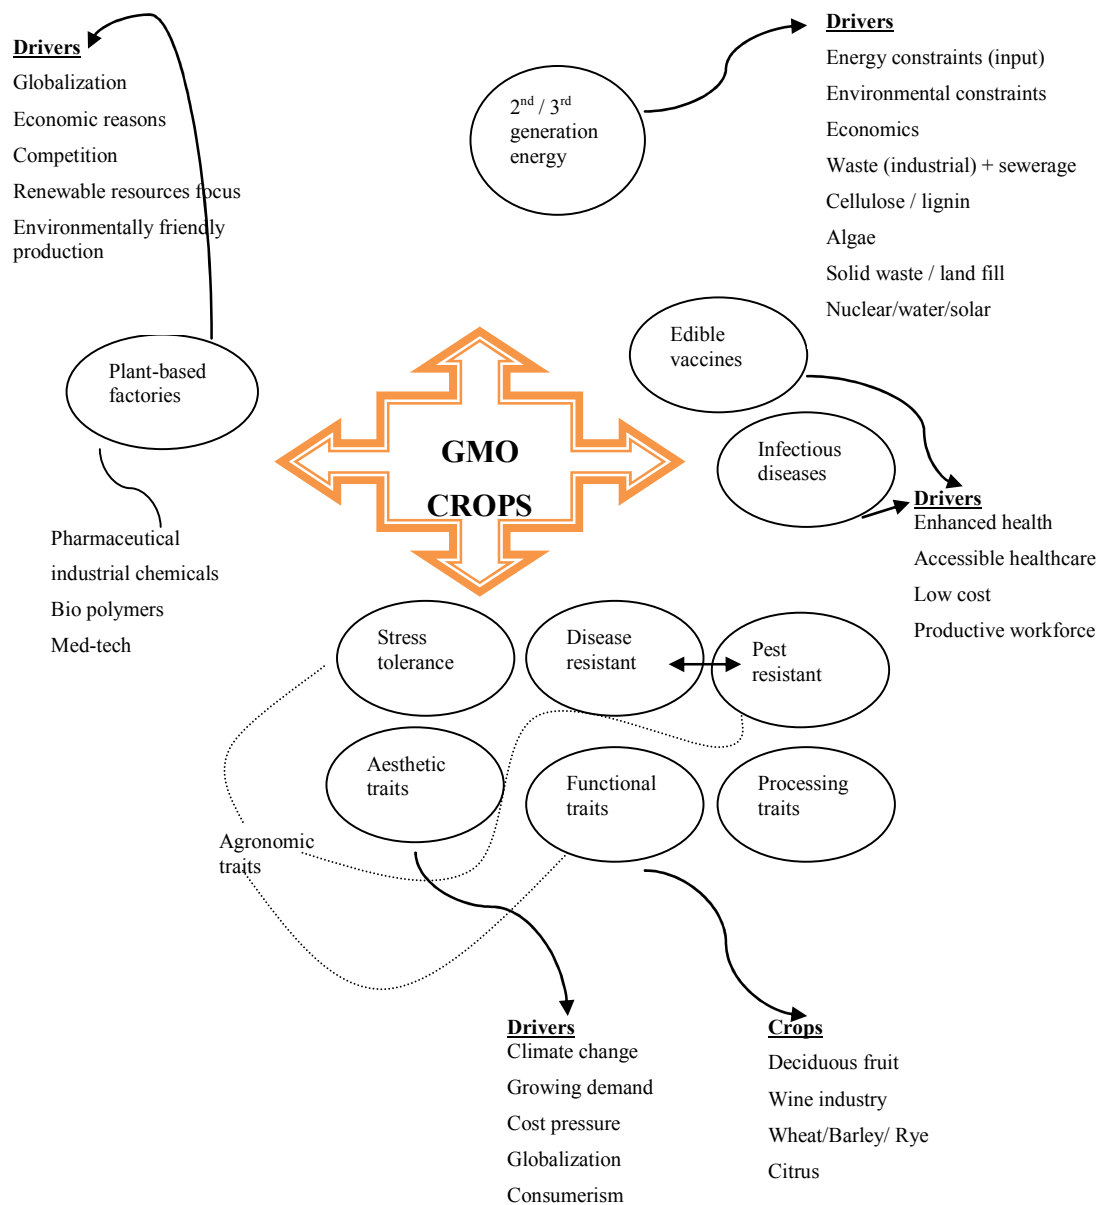 Drivers
Globalization
Economic reasons
Competition
Renewable resources focus
Environmentally friendly
production
2nd / 3rd
generation
energy
Drivers
Energy constraints (input)
Environmental constraints
Economics
Waste (industrial) + sewerage
Cellulose / lignin
Algae
Solid waste / land fill
Nuclear/water/solar
Plant-based
factories
Pharmaceutical
industrial chemicals
Bio polymers
Med-tech
GMO
CROPS
Edible
vaccines
Infectious
diseases
Drivers
Enhanced health
Accessible healthcare
Low cost
Productive workforce
Stress
tolerance
Disease
resistant
Pest
resistant
Aesthetic
traits
Functional
traits
Processing
traits
Agronomic
traits
Drivers
Climate change
Growing demand
Cost pressure
Globalization
Consumerism
Crops
Deciduous fruit
Wine industry
Wheat/Barley/ Rye
Citrus